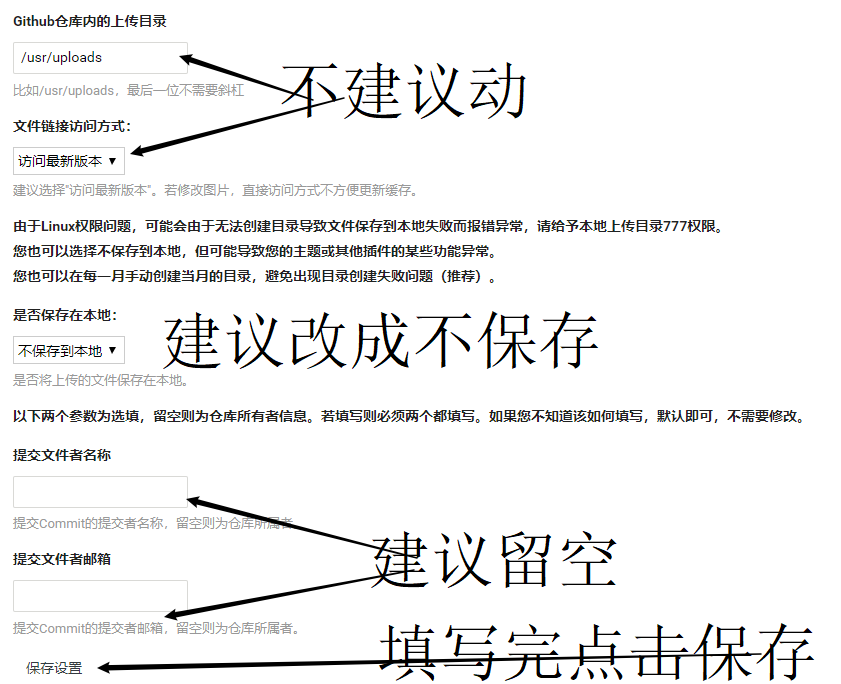 Github仓库内的上传目录
/usr/uploads
比如/usr/uploads，最后一位不需要斜杠
不建议动
文件链接访问方式：
访问最新版本 ▼
建议选择"访问最新版本"。若修改图片，直接访问方式不方便更新缓存。
由于Linux权限问题，可能会由于无法创建目录导致文件保存到本地失败而报错异常，请给予本地上传目录777权限。
您也可以选择不保存到本地，但可能导致您的主题或其他插件的某些功能异常。
您也可以在每一月手动创建当月的目录，避免出现目录创建失败问题（推荐）。
是否保存在本地：
不保存到本地 ▼
建议改成不保存
是否将上传的文件保存在本地。
以下两个参数为选填，留空则为仓库所有者信息。若填写则必须两个都填写。如果您不知道该如何填写，默认即可，不需要修改。
提交文件者名称
提交Commit的提交者名称，留空则为仓库所属者。
建议留空
提交文件者邮箱
提交Commit的提交者邮箱，留空则为仓库所属者。
填写完点击保存
保存设置